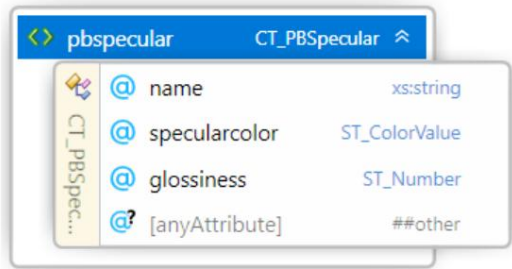 pbspecular CT_PBSpecular
CT_PBSpec...
@ name xs:string
@ specularcolor ST_ColorValue
@ glossiness ST_Number
@? [anyAttribute] ##other